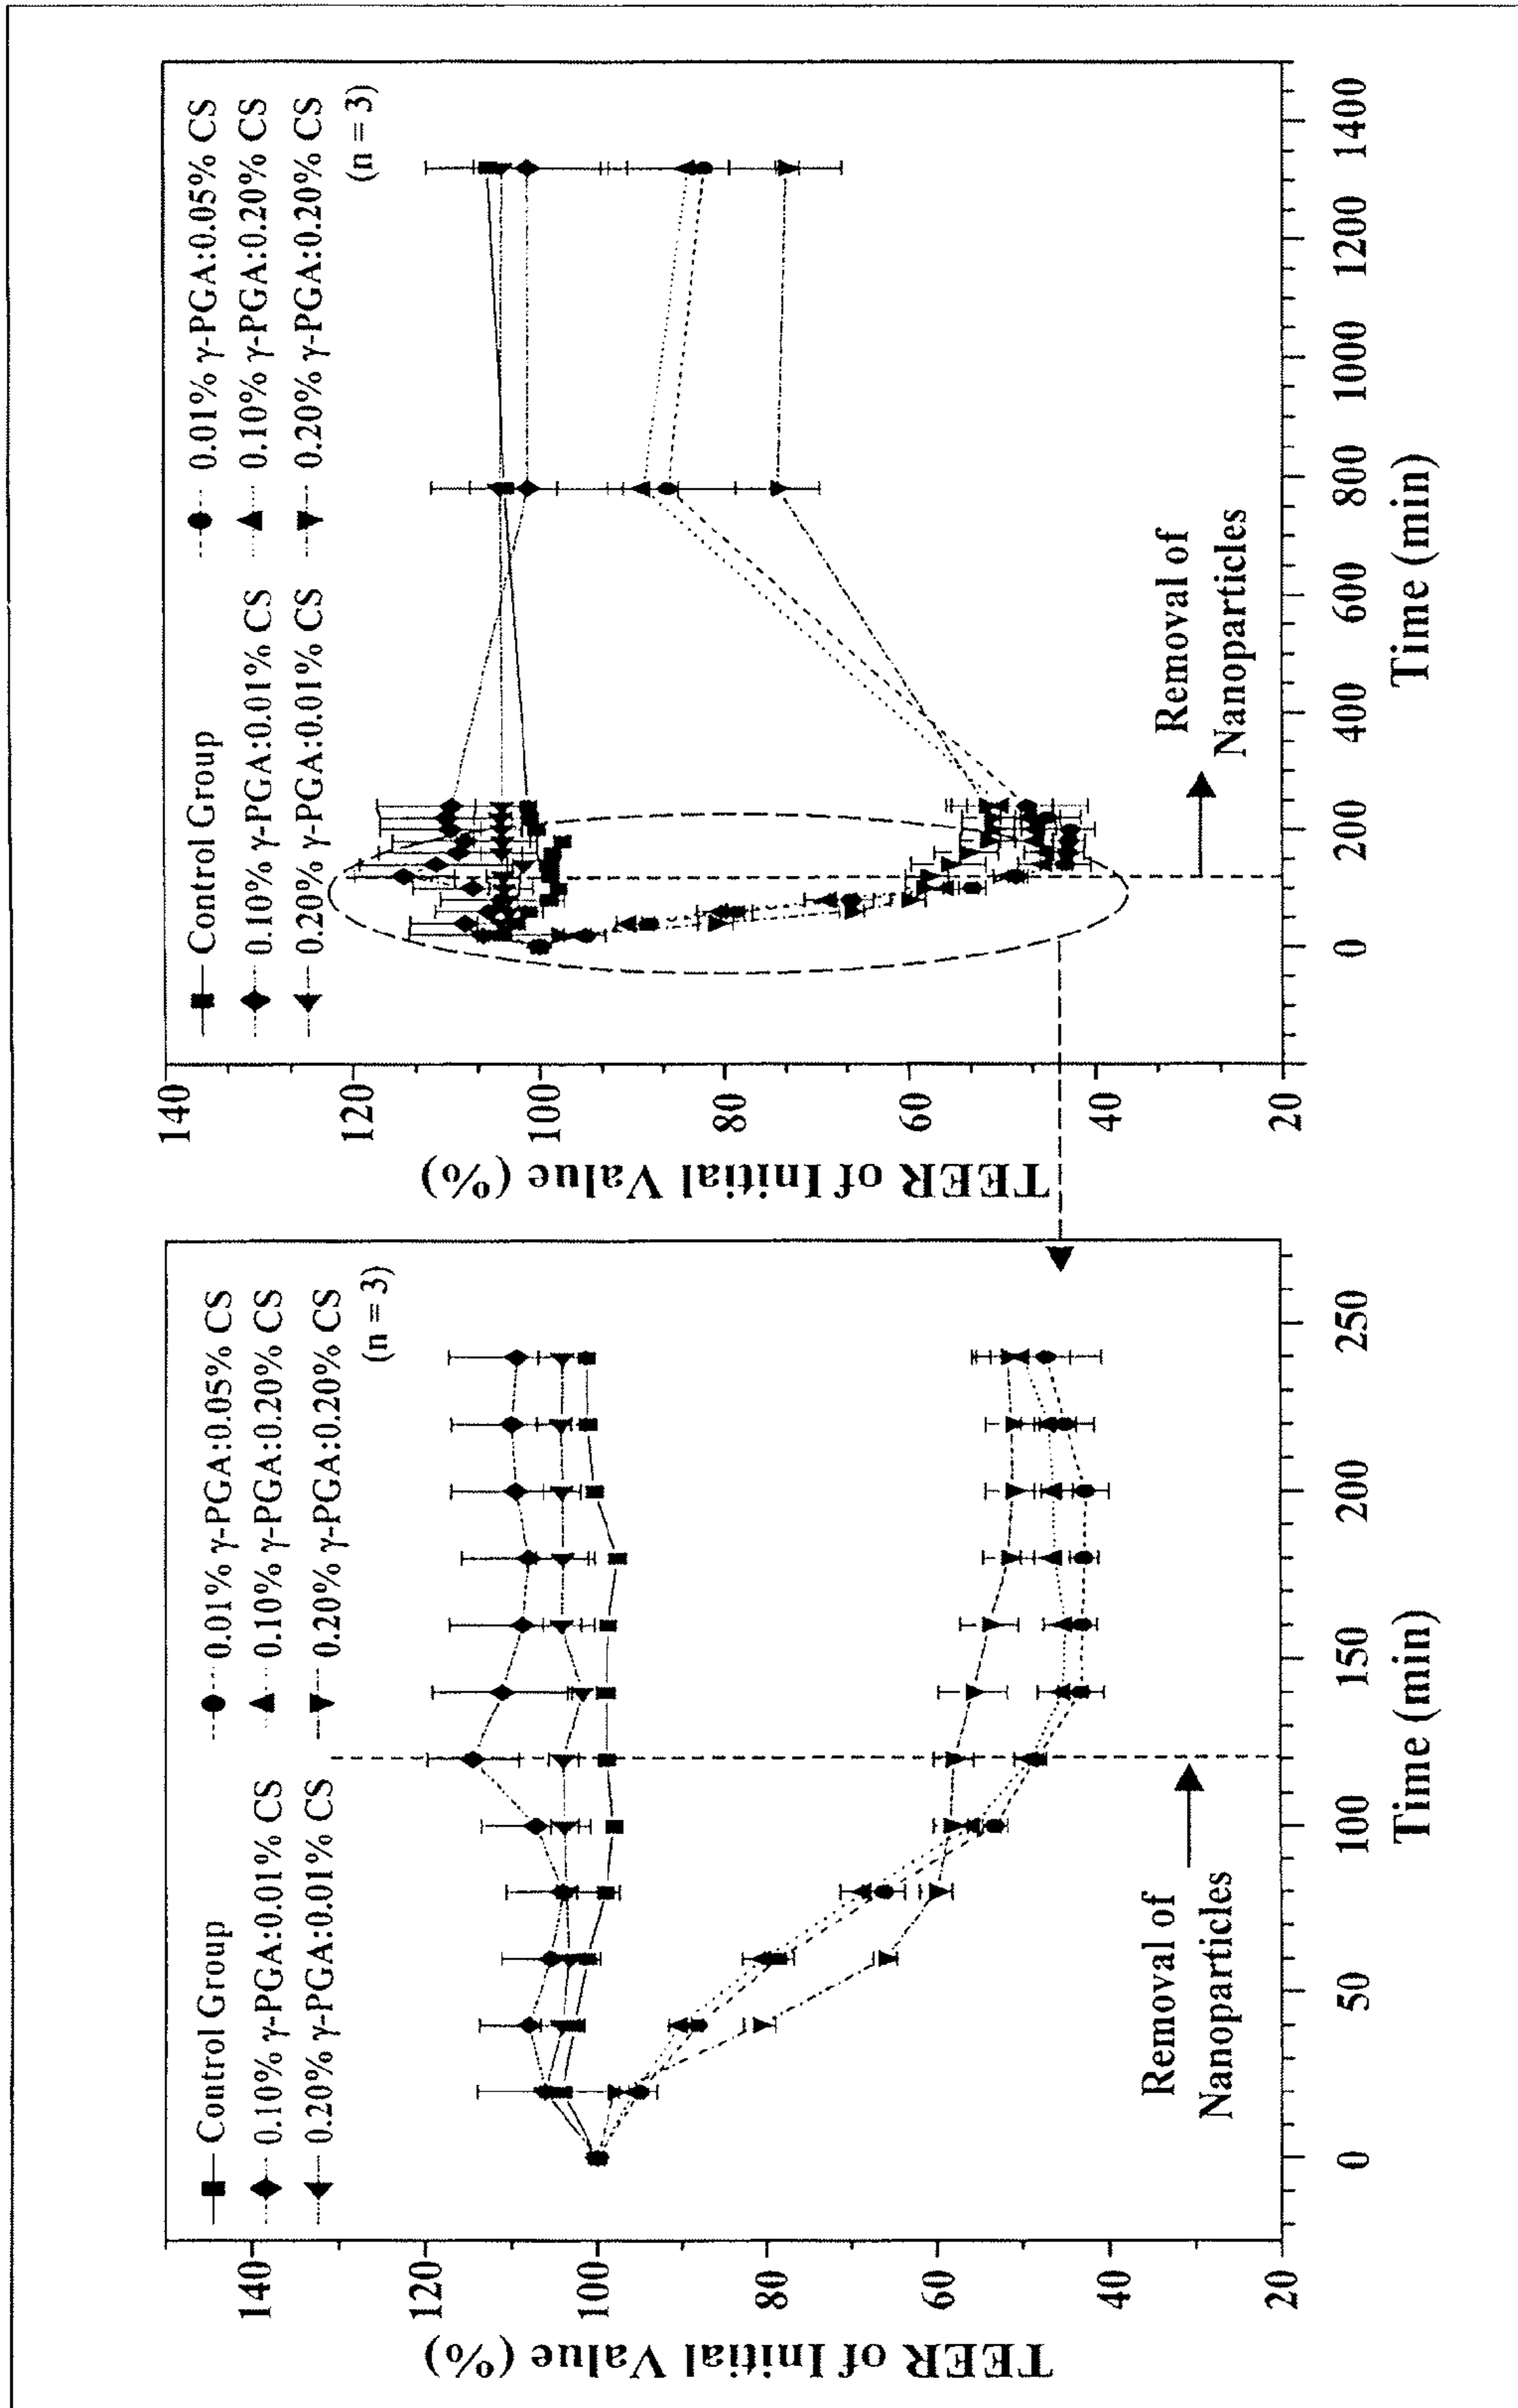 TEER of Initial Value (%)
140
120
100
80
60
40
20
Control Group
0.01% γ-PGA:0.05% CS
0.10% γ-PGA:0.01% CS
0.10% γ-PGA:0.20% CS
0.20% γ-PGA:0.01% CS
0.20% γ-PGA:0.20% CS
(n = 3)
Removal of
Nanoparticles
0
50
100
150
200
250
Time (min)
TEER of Initial Value (%)
140
120
100
80
60
40
20
Control Group
0.01% γ-PGA:0.05% CS
0.10% γ-PGA:0.01% CS
0.10% γ-PGA:0.20% CS
0.20% γ-PGA:0.01% CS
0.20% γ-PGA:0.20% CS
(n = 3)
Removal of
Nanoparticles
0
200
400
600
800
1000
1200
1400
Time (min)